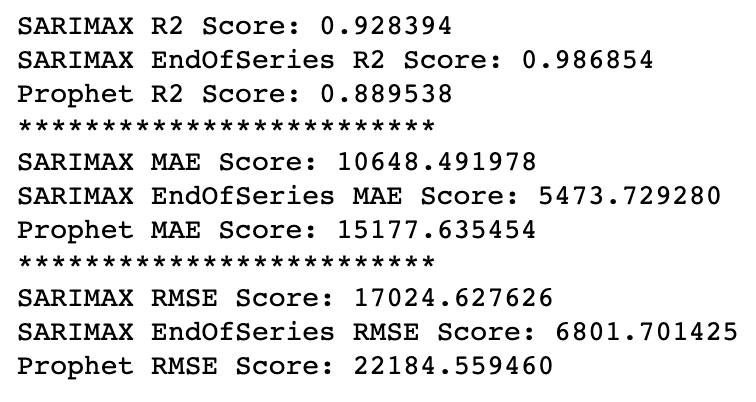 SARIMAX R2 Score: 0.928394
SARIMAX EndOfSeries R2 Score: 0.986854
Prophet R2 Score: 0.889538
*************************
SARIMAX MAE Score: 10648.491978
SARIMAX EndOfSeries MAE Score: 5473.729280
Prophet MAE Score: 15177.635454
*************************
SARIMAX RMSE Score: 17024.627626
SARIMAX EndOfSeries RMSE Score: 6801.701425
Prophet RMSE Score: 22184.559460